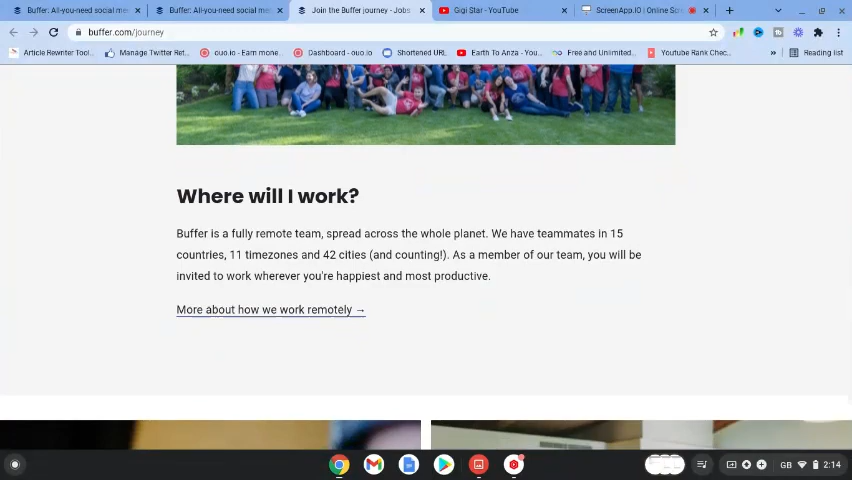 Buffer: All-you-need social me
Buffer: All-you-need social me
Join the Buffer journey - Jobs
Gigi Star - YouTube
ScreenApp.IO | Online Scre
buffer.com/journey
Article Rewriter Tool...
Manage Twitter Ret...
ouo.io - Earn mone...
Dashboard - ouo.io
Shortened URL
Earth To Anza - You...
Free and Unlimited...
Youtube Rank Chec...
Reading list
Where will I work?
Buffer is a fully remote team, spread across the whole planet. We have teammates in 15
countries, 11 timezones and 42 cities (and counting!). As a member of our team, you will be
invited to work wherever you're happiest and most productive.
More about how we work remotely →
GB
2:14